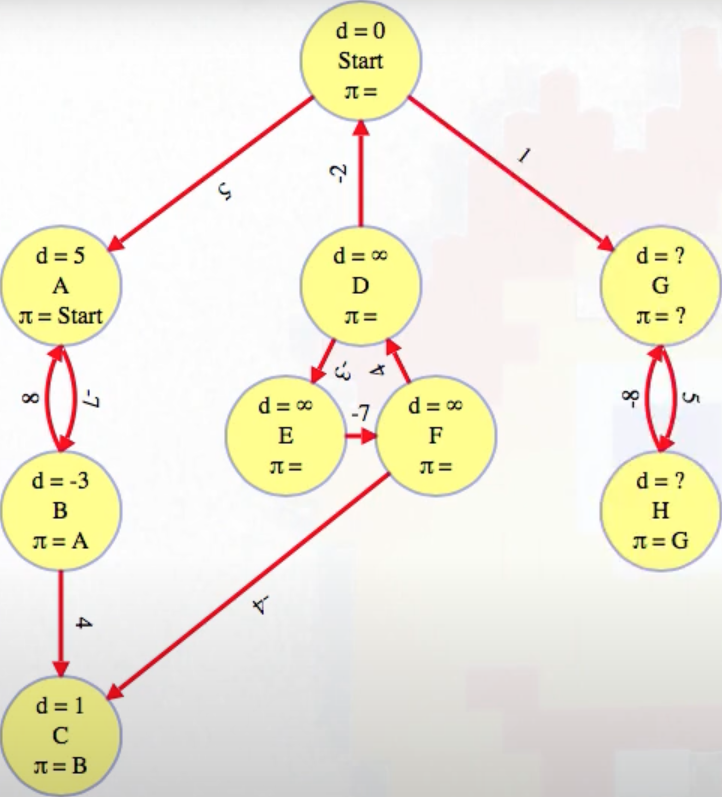 d = 0
Start
π =
5
-2
1
d = 5
A
π = Start
d = ∞
D
π =
d = ?
G
π = ?
8
-7
-3
4
-8
5
d = ∞
E
π =
-7
d = ∞
F
π =
d = -3
B
π = A
d = ?
H
π = G
4
-4
d = 1
C
π = B